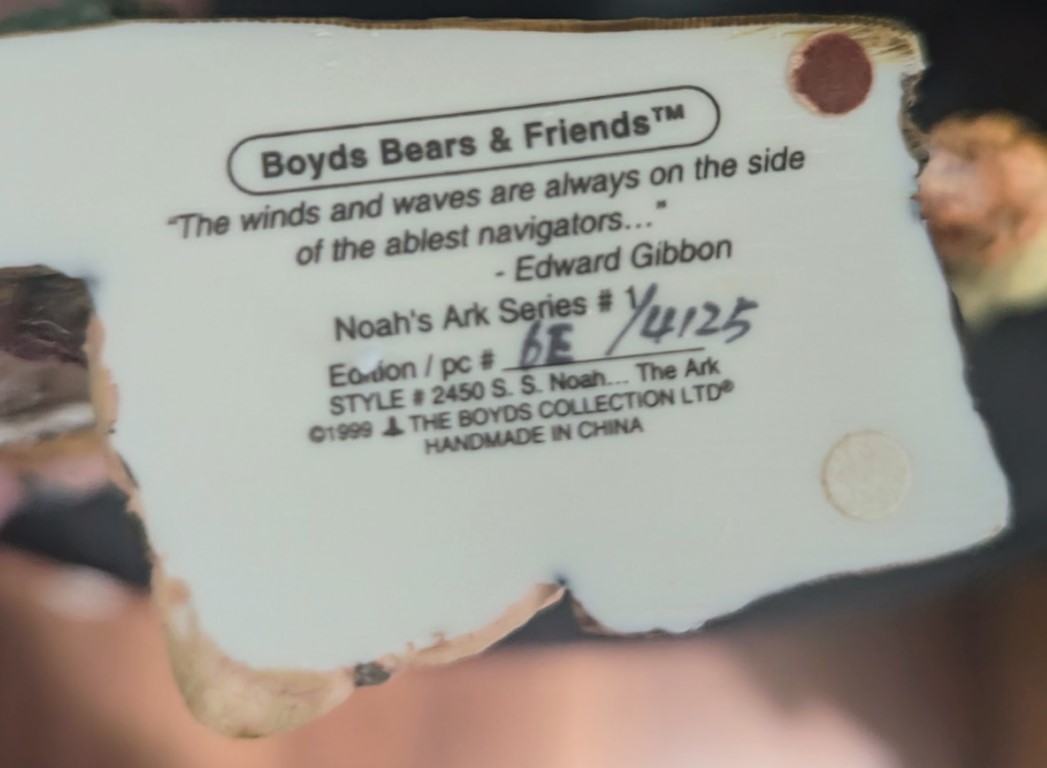 Boyds Bears & Friends™
"The winds and waves are always on the side
of the ablest navigators..."
- Edward Gibbon
Noah's Ark Series # 1
Edition / pc # 6E /4125
STYLE # 2450 S. S. Noah... The Ark
©1999 THE BOYDS COLLECTION LTD®
HANDMADE IN CHINA